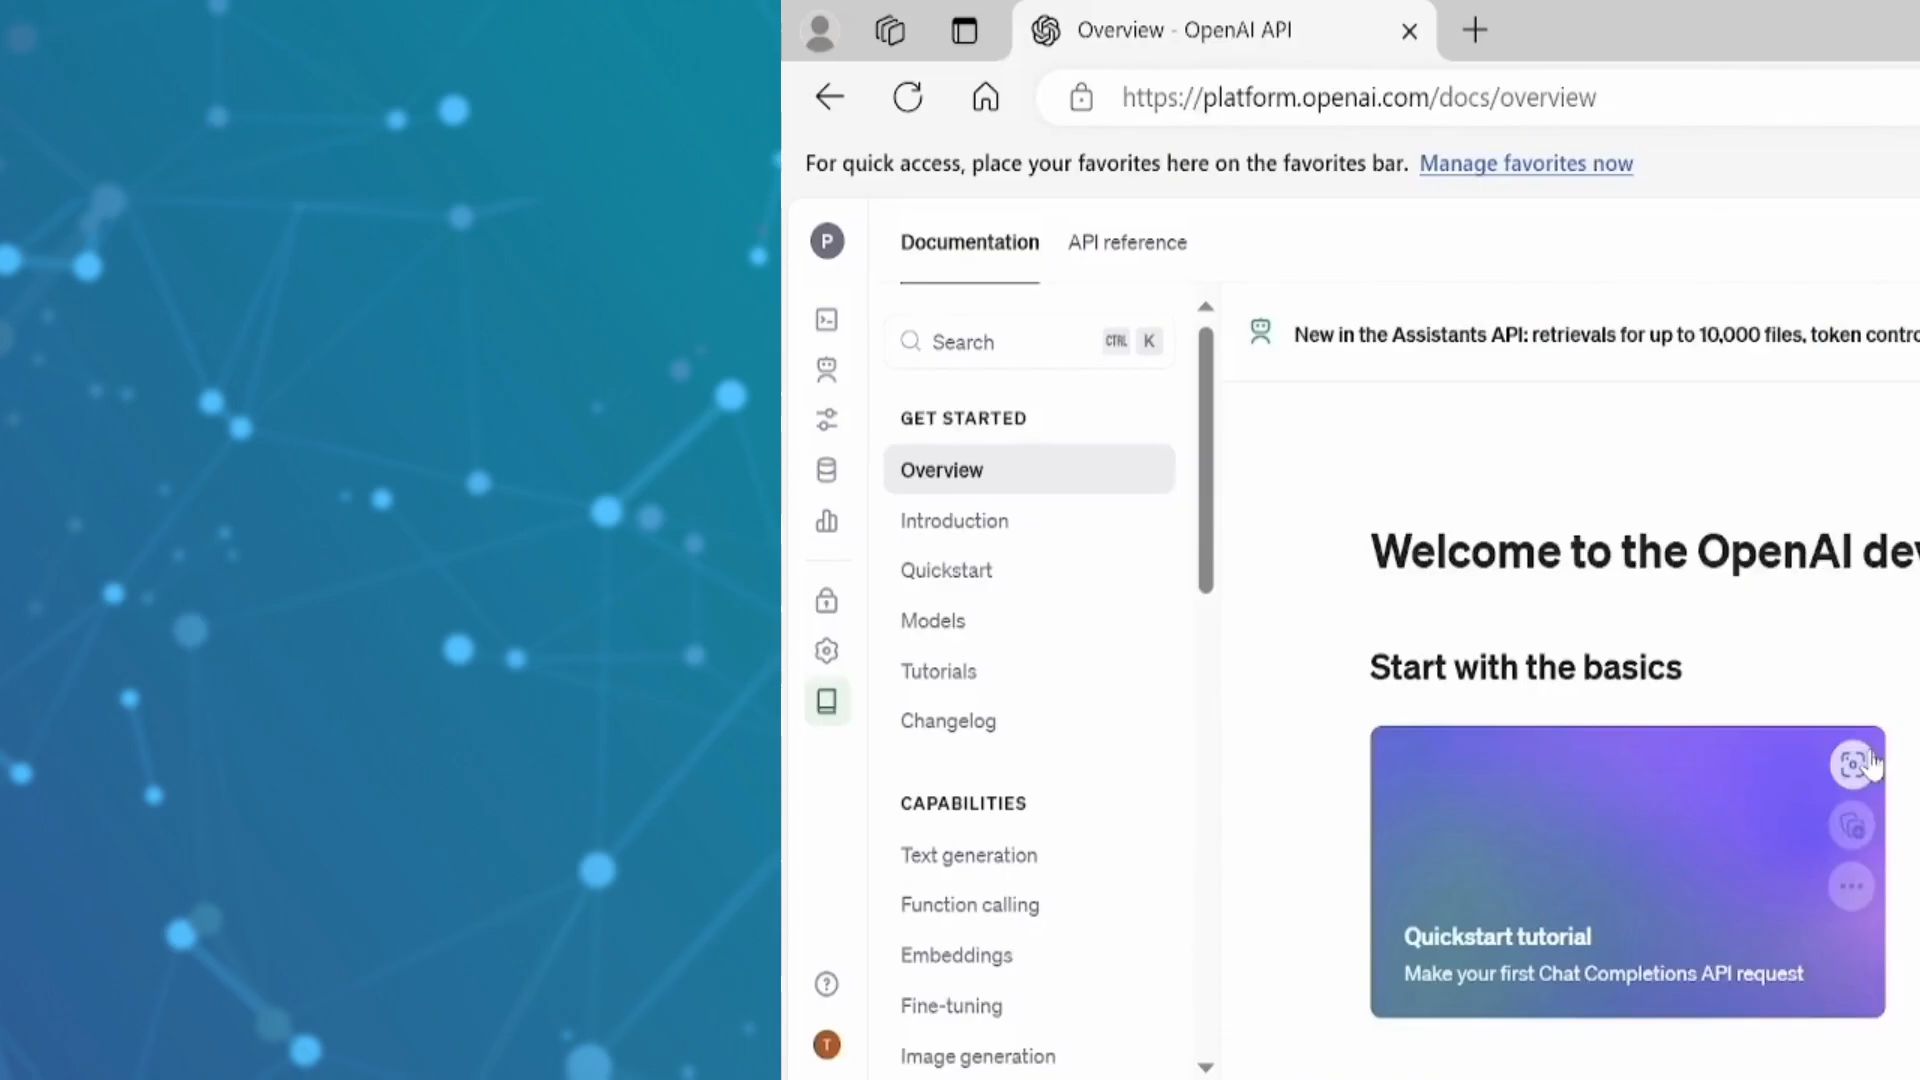 Overview - OpenAI API
https://platform.openai.com/docs/overview
For quick access, place your favorites here on the favorites bar. Manage favorites now
P
Documentation API reference
Search CTRL K
New in the Assistants API: retrievals for up to 10,000 files, token contro
GET STARTED
Overview
Introduction
Quickstart
Models
Tutorials
Changelog
Welcome to the OpenAI dev
Start with the basics
CAPABILITIES
Text generation
Function calling
Embeddings
Fine-tuning
Image generation
Quickstart tutorial
Make your first Chat Completions API request
T